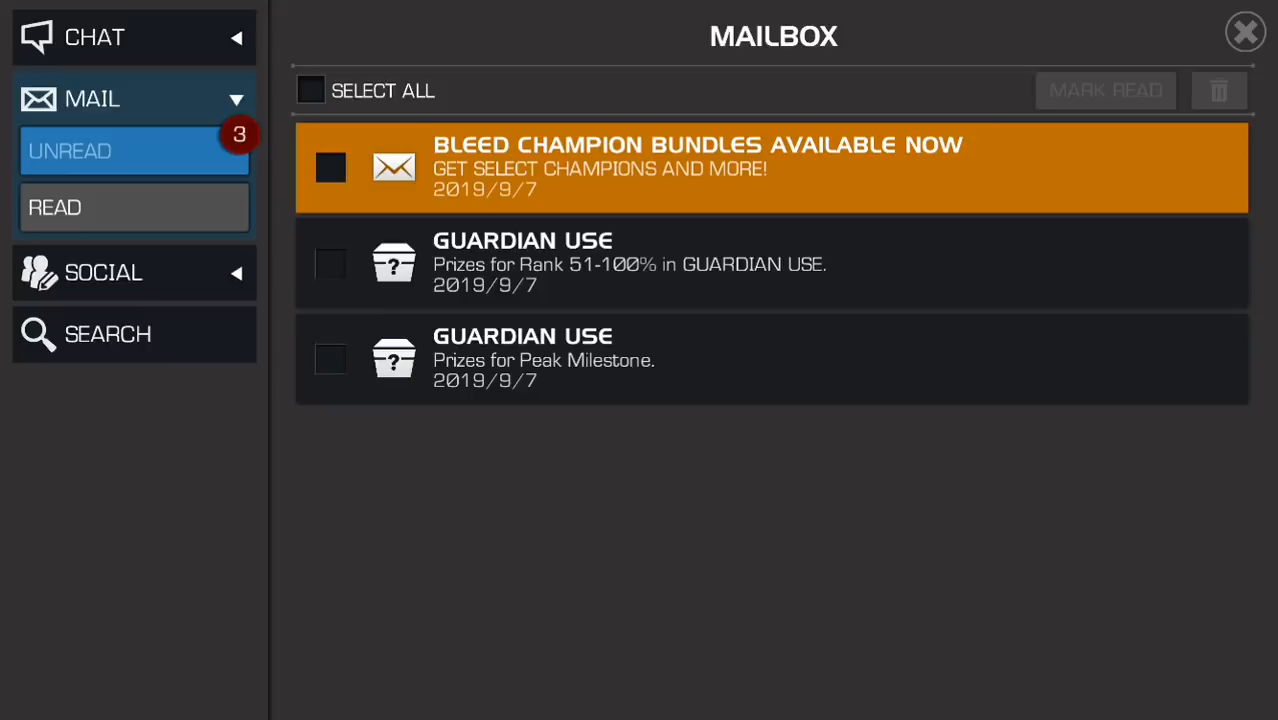 CHAT
MAIL
3
UNREAD
READ
SOCIAL
SEARCH
MAILBOX
SELECT ALL
MARK READ
BLEED CHAMPION BUNDLES AVAILABLE NOW
GET SELECT CHAMPIONS AND MORE!
2019/9/7
GUARDIAN USE
Prizes for Rank 51-100% in GUARDIAN USE.
2019/9/7
GUARDIAN USE
Prizes for Peak Milestone.
2019/9/7